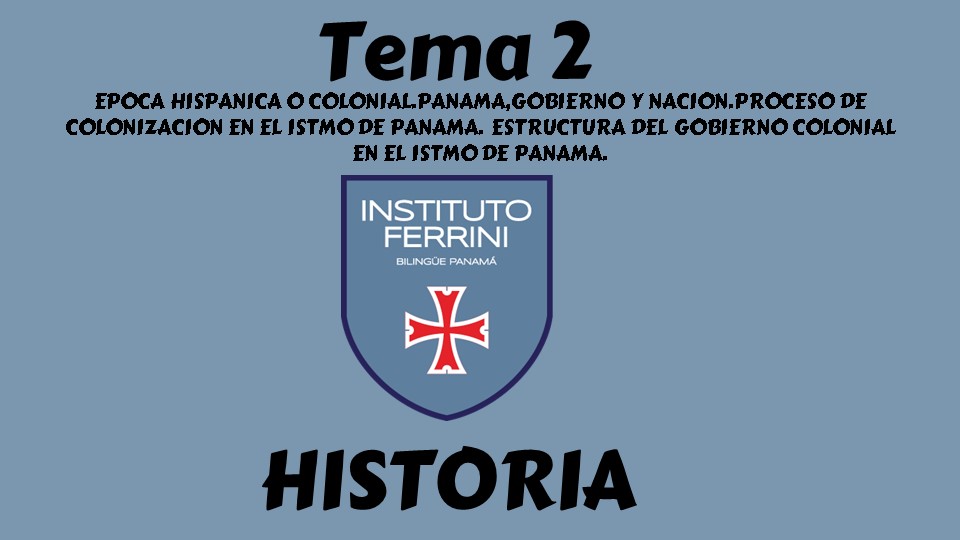 Tema 2
EPOCA HISPANICA O COLONIAL.PANAMA,GOBIERNO Y NACION.PROCESO DE
COLONIZACION EN EL ISTMO DE PANAMA. ESTRUCTURA DEL GOBIERNO COLONIAL
EN EL ISTMO DE PANAMA.
INSTITUTO
FERRINI
BILINGÜE PANAMÁ
HISTORIA